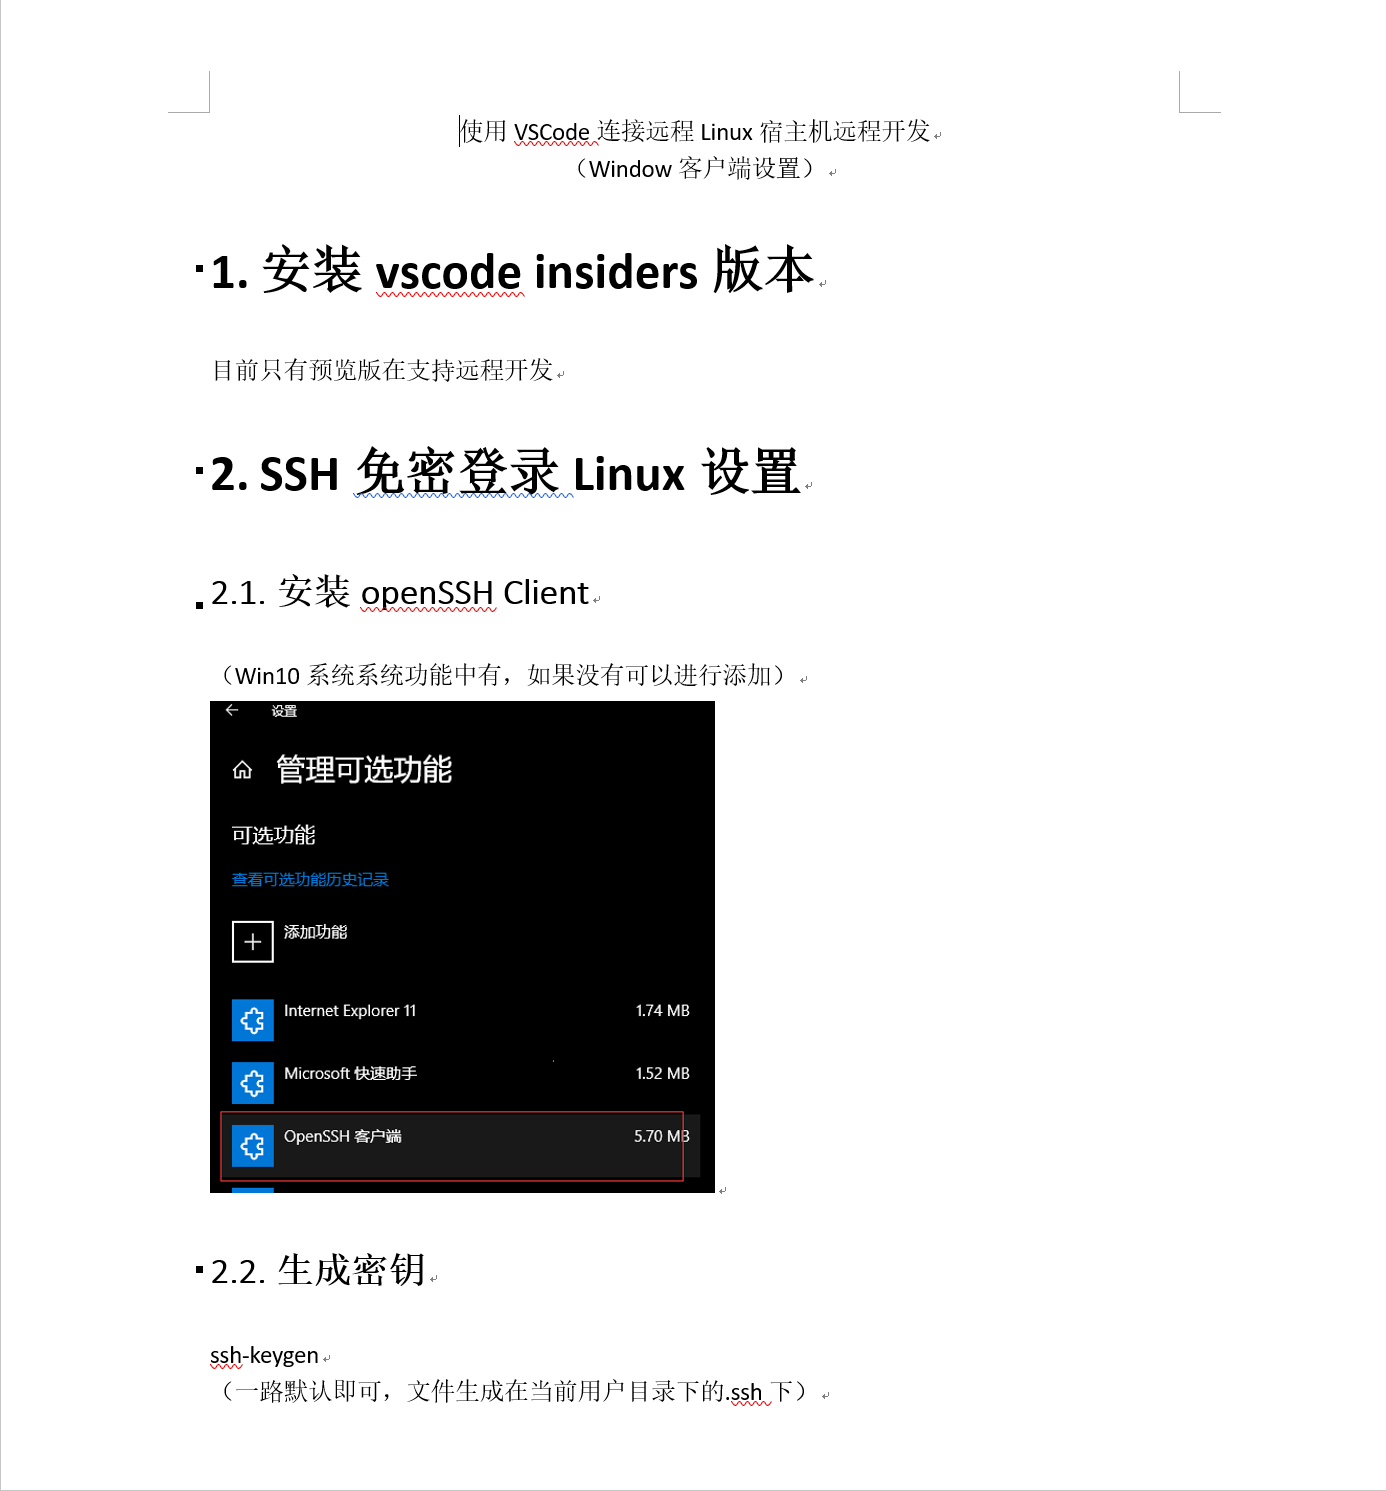 使用 VSCode 连接远程 Linux 宿主机远程开发
（Window 客户端设置）
1. 安装 vscode insiders 版本
目前只有预览版在支持远程开发
2. SSH 免密登录 Linux 设置
2.1. 安装 openSSH Client
（Win10 系统系统功能中有，如果没有可以进行添加）
设置
管理可选功能
可选功能
查看可选功能历史记录
添加功能
Internet Explorer 11 1.74 MB
Microsoft 快速助手 1.52 MB
OpenSSH 客户端 5.70 MB
2.2. 生成密钥
ssh-keygen
（一路默认即可，文件生成在当前用户目录下的.ssh 下）